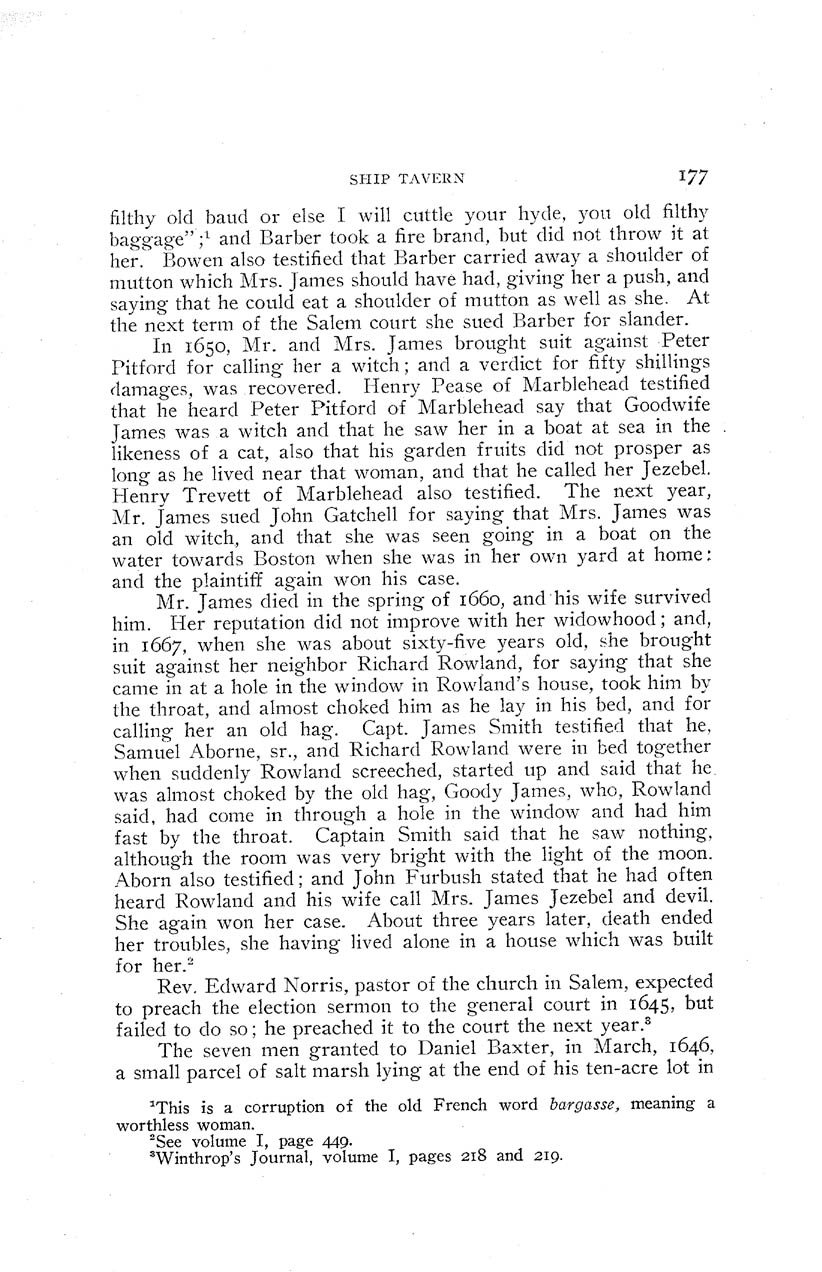 SHIP TAVERN 177
filthy old baud or else I will cuttle your hyde, you old filthy
baggage";¹ and Barber took a fire brand, but did not throw it at
her. Bowen also testified that Barber carried away a shoulder of
mutton which Mrs. James should have had, giving her a push, and
saying that he could eat a shoulder of mutton as well as she. At
the next term of the Salem court she sued Barber for slander.
In 1650, Mr. and Mrs. James brought suit against Peter
Pitford for calling her a witch; and a verdict for fifty shillings
damages, was recovered. Henry Pease of Marblehead testified
that he heard Peter Pitford of Marblehead say that Goodwife
James was a witch and that he saw her in a boat at sea in the
likeness of a cat, also that his garden fruits did not prosper as
long as he lived near that woman, and that he called her Jezebel.
Henry Trevett of Marblehead also testified. The next year,
Mr. James sued John Gatchell for saying that Mrs. James was
an old witch, and that she was seen going in a boat on the
water towards Boston when she was in her own yard at home:
and the plaintiff again won his case.
Mr. James died in the spring of 1660, and his wife survived
him. Her reputation did not improve with her widowhood; and,
in 1667, when she was about sixty-five years old, she brought
suit against her neighbor Richard Rowland, for saying that she
came in at a hole in the window in Rowland's house, took him by
the throat, and almost choked him as he lay in his bed, and for
calling her an old hag. Capt. James Smith testified that he,
Samuel Aborne, sr., and Richard Rowland were in bed together
when suddenly Rowland screeched, started up and said that he
was almost choked by the old hag, Goody James, who, Rowland
said, had come in through a hole in the window and had him
fast by the throat. Captain Smith said that he saw nothing,
although the room was very bright with the light of the moon.
Aborn also testified; and John Furbush stated that he had often
heard Rowland and his wife call Mrs. James Jezebel and devil.
She again won her case. About three years later, death ended
her troubles, she having lived alone in a house which was built
for her.²
Rev. Edward Norris, pastor of the church in Salem, expected
to preach the election sermon to the general court in 1645, but
failed to do so; he preached it to the court the next year.³
The seven men granted to Daniel Baxter, in March, 1646,
a small parcel of salt marsh lying at the end of his ten-acre lot in
¹This is a corruption of the old French word bargasse, meaning a
worthless woman.
²See volume I, page 449.
³Winthrop's Journal, volume I, pages 218 and 219.